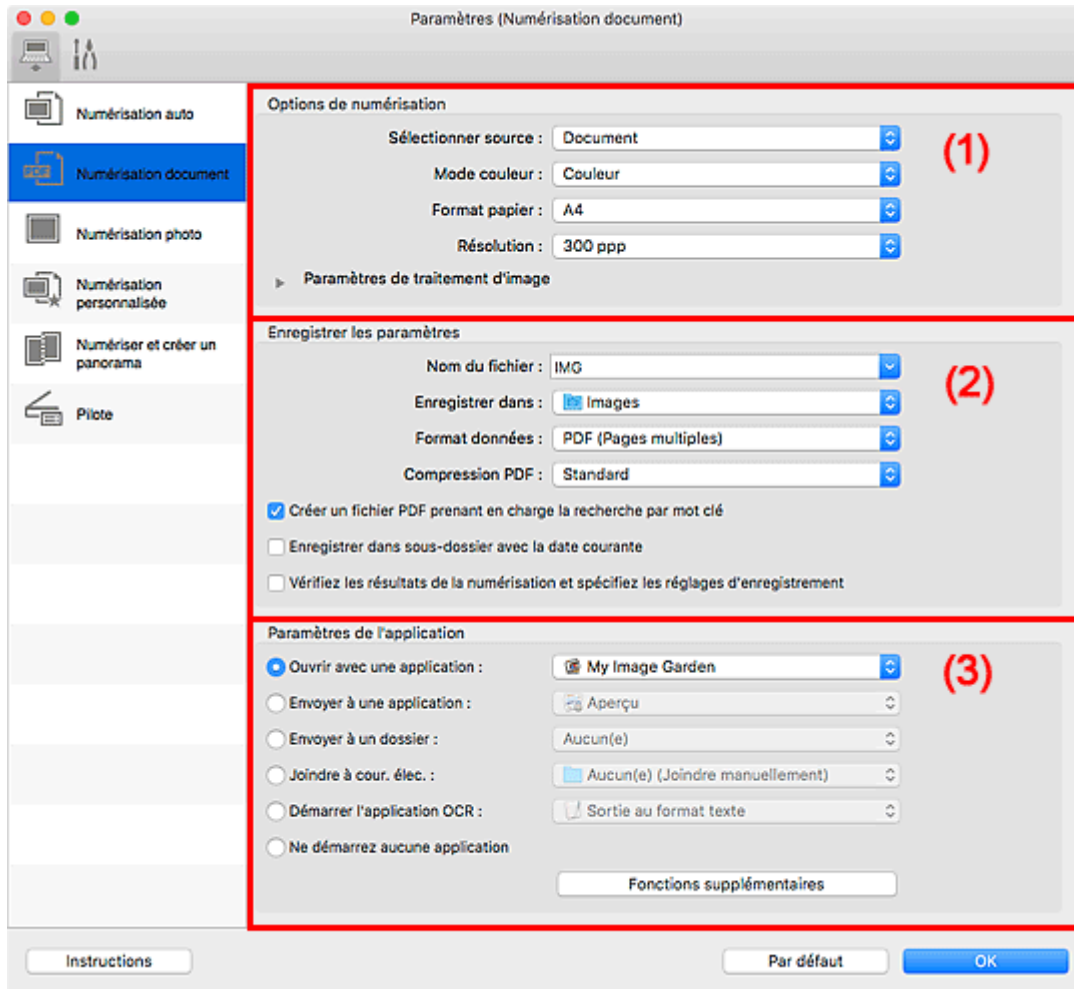 Paramètres (Numérisation document)
Numérisation auto
PDF
Numérisation document
Numérisation photo
Numérisation
personnalisée
Numériser et créer un
panorama
Pilote
Options de numérisation
(1)
Sélectionner source : Document
Mode couleur : Couleur
Format papier : A4
Résolution : 300 ppp
Paramètres de traitement d'image
Enregistrer les paramètres
(2)
Nom du fichier : IMG
Enregistrer dans : Images
Format données : PDF (Pages multiples)
Compression PDF : Standard
Créer un fichier PDF prenant en charge la recherche par mot clé
Enregistrer dans sous-dossier avec la date courante
Vérifiez les résultats de la numérisation et spécifiez les réglages d'enregistrement
Paramètres de l'application
(3)
Ouvrir avec une application : My Image Garden
Envoyer à une application : Aperçu
Envoyer à un dossier : Aucun(e)
Joindre à cour. élec. : Aucun(e) (Joindre manuellement)
Démarrer l'application OCR : Sortie au format texte
Ne démarrez aucune application
Fonctions supplémentaires
Instructions
Par défaut
OK